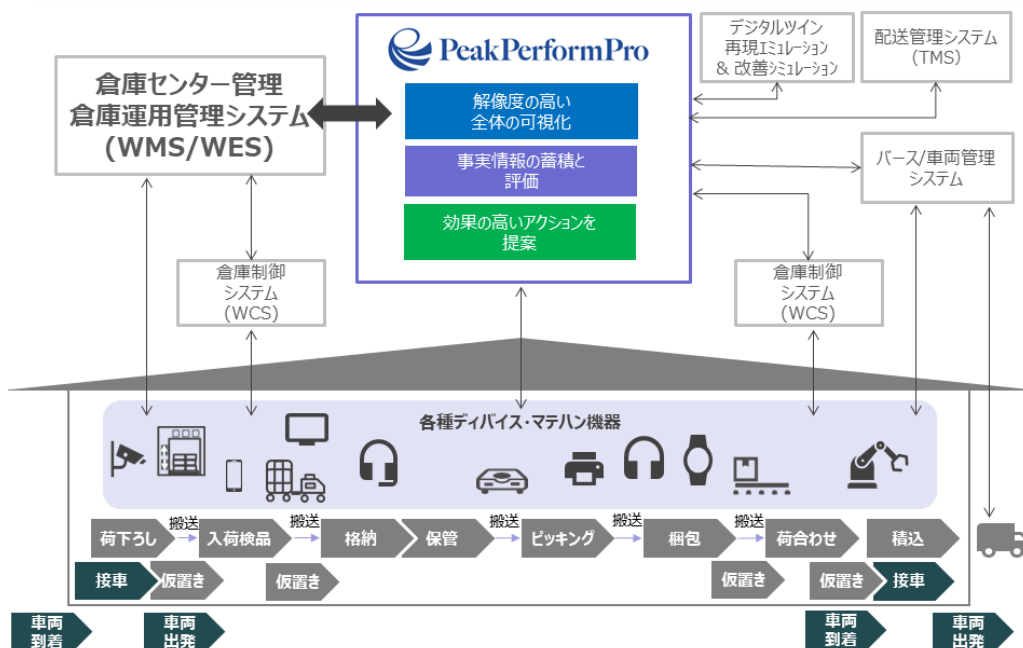 デジタルツイン
再現エミュレーション
& 改善シミュレーション
配送管理システム
(TMS)
PeakPerformPro
倉庫センター管理
倉庫運用管理システム
(WMS/WES)
解像度の高い
全体の可視化
事実情報の蓄積と
評価
効果の高いアクションを
提案
バース/車両管理
システム
倉庫制御
システム
(WCS)
倉庫制御
システム
(WCS)
各種ディバイス・マテハン機器
荷下ろし
搬送
入荷検品
搬送
格納
保管
搬送
ピッキング
搬送
梱包
搬送
荷合わせ
積込
接車
仮置き
仮置き
仮置き
仮置き
接車
車両
到着
車両
出発
車両
到着
車両
出発